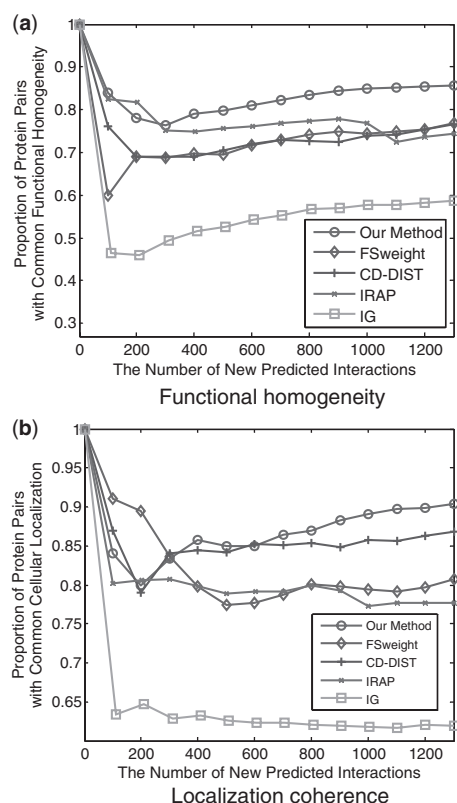 (a)
1
0.9
0.8
0.7
0.6
0.5
0.4
0.3
Proportion of Protein Pairs
with Common Functional Homogeneity
Our Method
FSweight
CD-DIST
IRAP
IG
0 200 400 600 800 1000 1200
The Number of New Predicted Interactions
Functional homogeneity
(b)
1
0.95
0.9
0.85
0.8
0.75
0.7
0.65
Proportion of Protein Pairs
with Common Cellular Localization
Our Method
FSweight
CD-DIST
IRAP
IG
0 200 400 600 800 1000 1200
The Number of New Predicted Interactions
Localization coherence